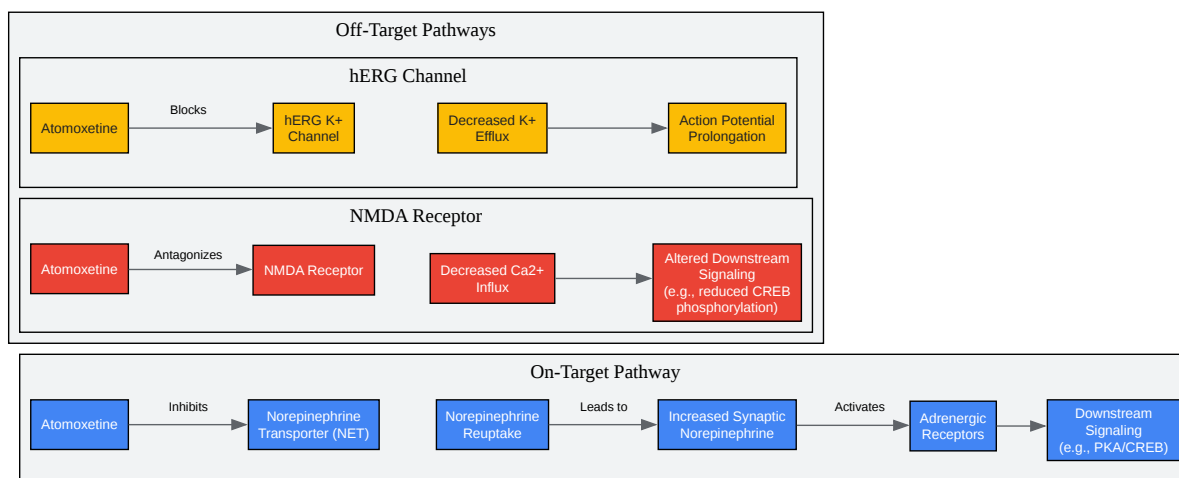 Off-Target Pathways
hERG Channel
Atomoxetine
Blocks
hERG K+
Channel
Decreased K+
Efflux
Action Potential
Prolongation
NMDA Receptor
Atomoxetine
Antagonizes
NMDA Receptor
Decreased Ca2+
Influx
Altered Downstream
Signaling
(e.g., reduced CREB
phosphorylation)
On-Target Pathway
Atomoxetine
Inhibits
Norepinephrine
Transporter (NET)
Norepinephrine
Reuptake
Leads to
Increased Synaptic
Norepinephrine
Activates
Adrenergic
Receptors
Downstream
Signaling
(e.g., PKA/CREB)